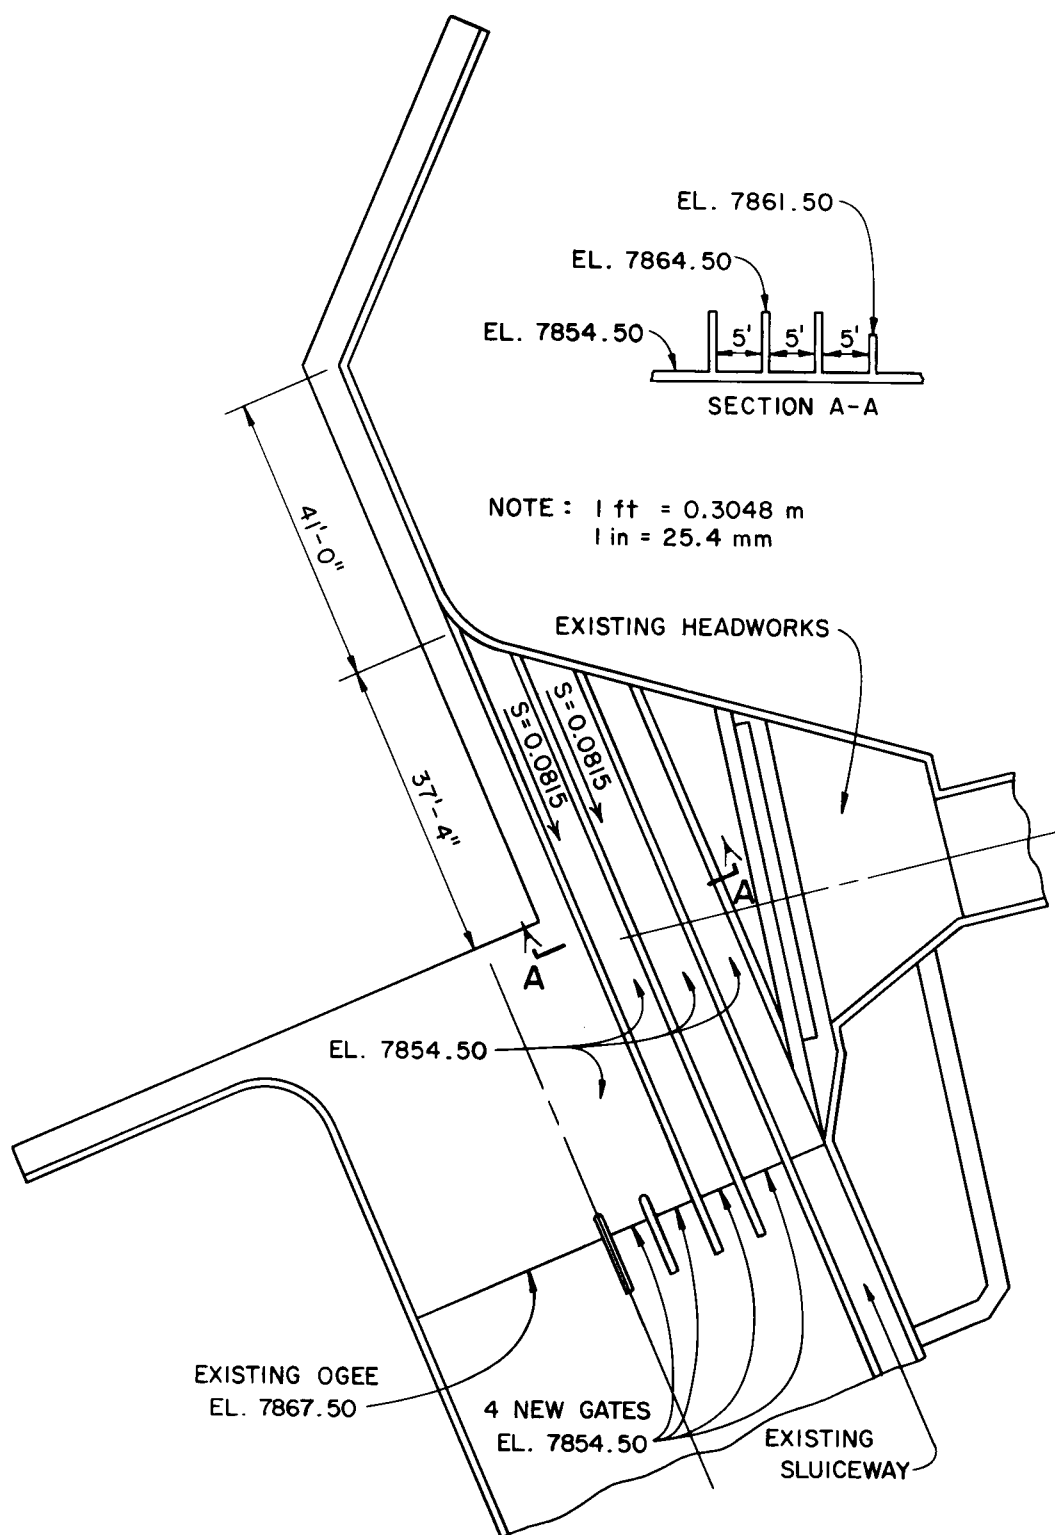 EL. 7861.50
EL. 7864.50
EL. 7854.50
5' 5' 5'
SECTION A-A
NOTE : 1 ft = 0.3048 m
1 in = 25.4 mm
41'-0"
EXISTING HEADWORKS
S=0.0815
S=0.0815
37'-4"
A
A
EL. 7854.50
EXISTING OGEE
EL. 7867.50
4 NEW GATES
EL. 7854.50
EXISTING
SLUICEWAY